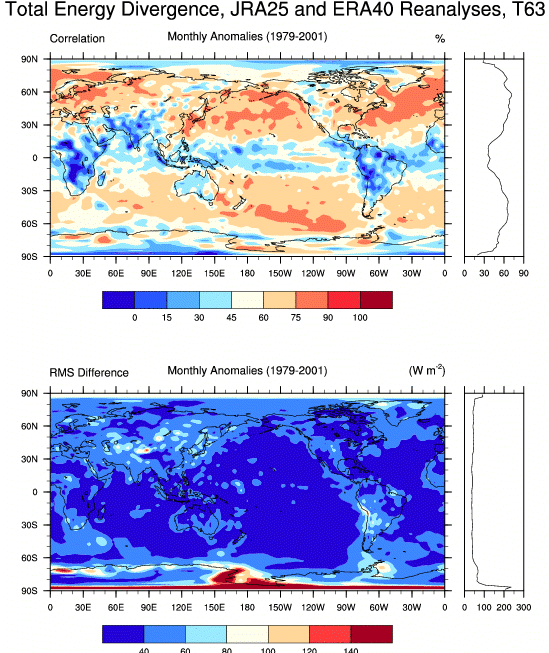 Total Energy Divergence, JRA25 and ERA40 Reanalyses, T63
Correlation Monthly Anomalies (1979-2001) %
90N
60N
30N
0
30S
60S
90S
0 30E 60E 90E 120E 150E 180 150W 120W 90W 60W 30W 0
0 30 60 90
0 15 30 45 60 75 90 100
RMS Difference Monthly Anomalies (1979-2001) (W m⁻²)
90N
60N
30N
0
30S
60S
90S
0 30E 60E 90E 120E 150E 180 150W 120W 90W 60W 30W 0
0 100 200 300
40 60 80 100 120 140